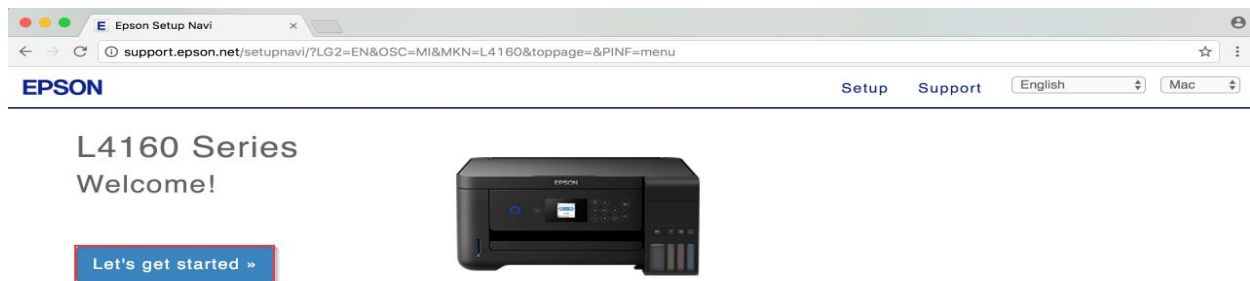 E Epson Setup Navi ×
support.epson.net/setupnavi/?LG2=EN&OSC=MI&MKN=L4160&toppage=&PINF=menu
EPSON Setup Support English Mac
L4160 Series
Welcome!
EPSON
Let's get started »